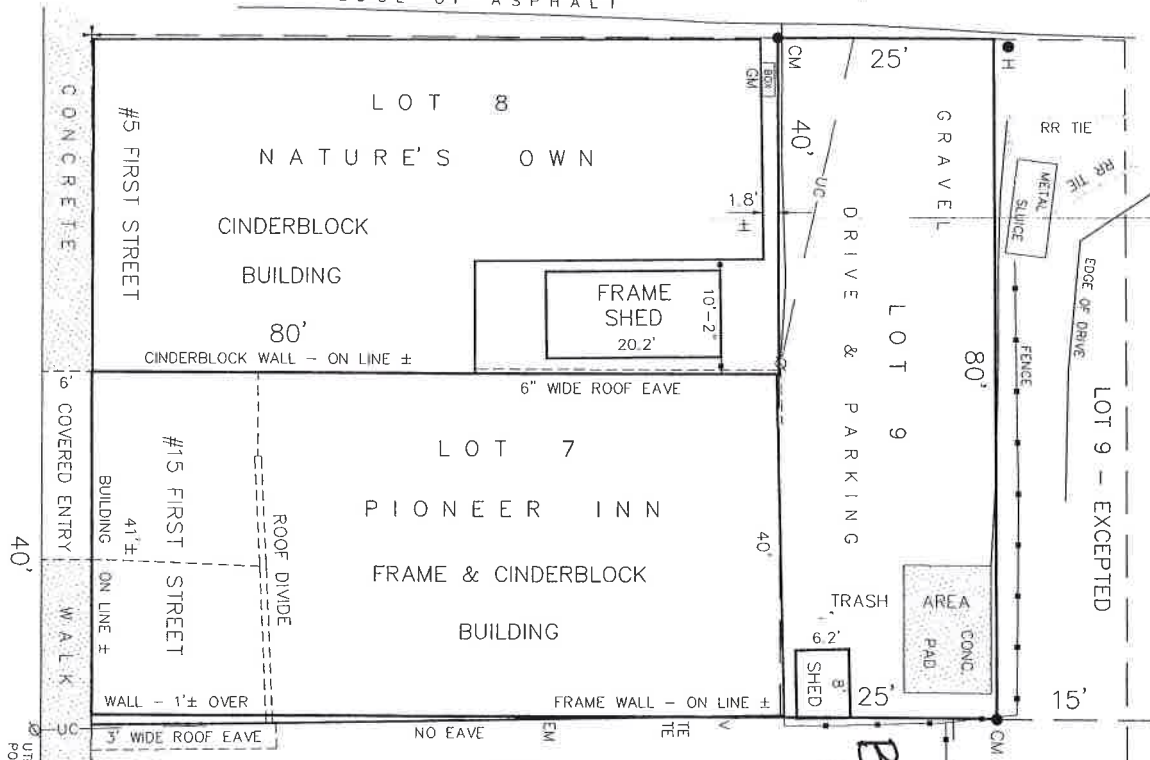 OF ASPHALT
CONCRETE
#5 FIRST STREET
LOT 8
NATURE'S OWN
CINDERBLOCK
BUILDING
80'
CINDERBLOCK WALL - ON LINE ±
FRAME
SHED
20.2'
10'-2"
6" WIDE ROOF EAVE
1.8'
±
BOX
GM
CM
25'
40'
UC
GRAVEL
DRIVE & PARKING
LOT 9
80'
H
RR TIE
RR TIE
METAL
SLUICE
EDGE OF DRIVE
FENCE
LOT 9 - EXCEPTED
6' COVERED ENTRY
WALK
40'
#15 FIRST STREET
41'±
BUILDING ON LINE ±
ROOF DIVIDE
LOT 7
PIONEER INN
FRAME & CINDERBLOCK
BUILDING
40'
TRASH
AREA
CONC
PAD
6.2'
8'
SHED
25'
15'
WALL - 1'± OVER
FRAME WALL - ON LINE ±
UC
3' WIDE ROOF EAVE
NO EAVE
EM
TE
TE
V
CM